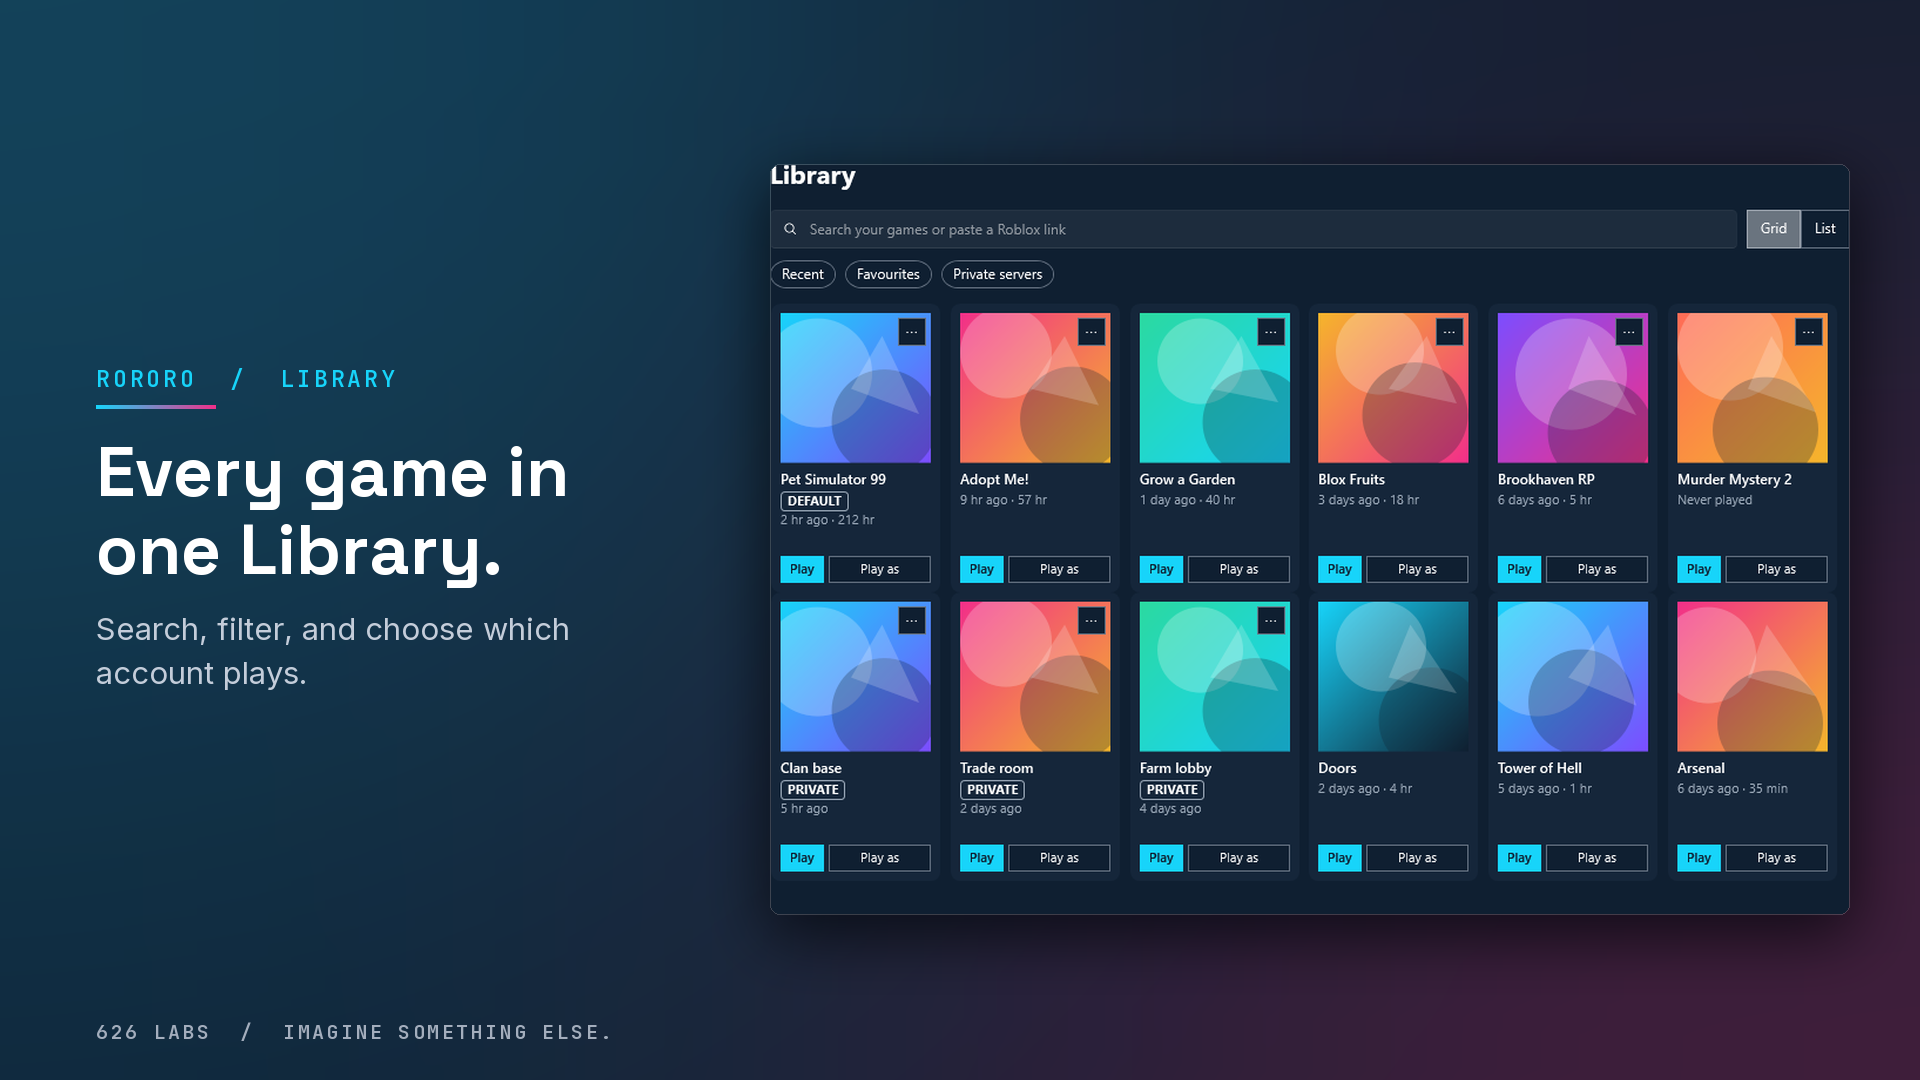 RORORO / LIBRARY
Every game in
one Library.
Search, filter, and choose which
account plays.
626 LABS / IMAGINE SOMETHING ELSE.
Library
Search your games or paste a Roblox link
Grid List
Recent Favourites Private servers
... ... ... ... ... ...
Pet Simulator 99 Adopt Me! Grow a Garden Blox Fruits Brookhaven RP Murder Mystery 2
DEFAULT 9 hr ago · 57 hr 1 day ago · 40 hr 3 days ago · 18 hr 6 days ago · 5 hr Never played
2 hr ago · 212 hr
Play Play as Play Play as Play Play as Play Play as Play Play as Play Play as
... ... ...
Clan base Trade room Farm lobby Doors Tower of Hell Arsenal
PRIVATE PRIVATE PRIVATE 2 days ago · 4 hr 5 days ago · 1 hr 6 days ago · 35 min
5 hr ago 2 days ago 4 days ago
Play Play as Play Play as Play Play as Play Play as Play Play as Play Play as